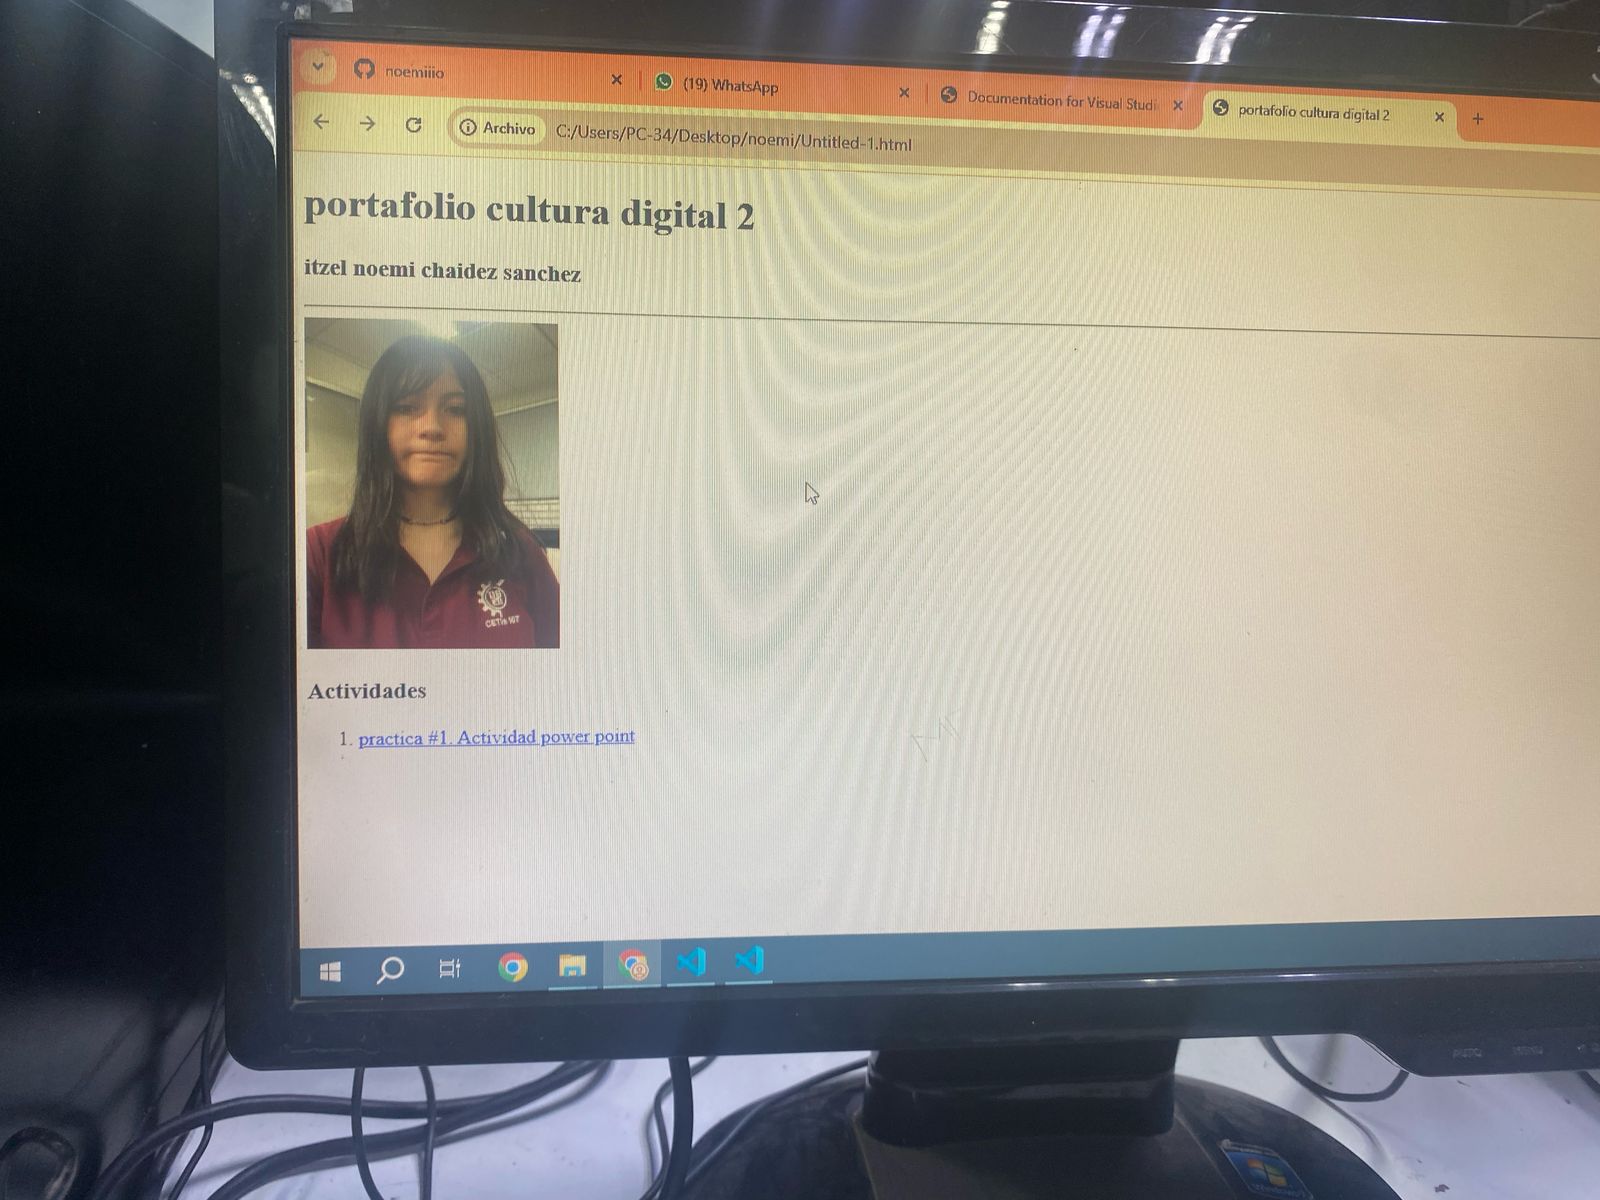 noemiiio
(19) WhatsApp
Documentation for Visual Studi
portafolio cultura digital 2
Archivo
C:/Users/PC-34/Desktop/noemi/Untitled-1.html
portafolio cultura digital 2
itzel noemi chaidez sanchez
CETis 107
Actividades
1. practica #1. Actividad power point